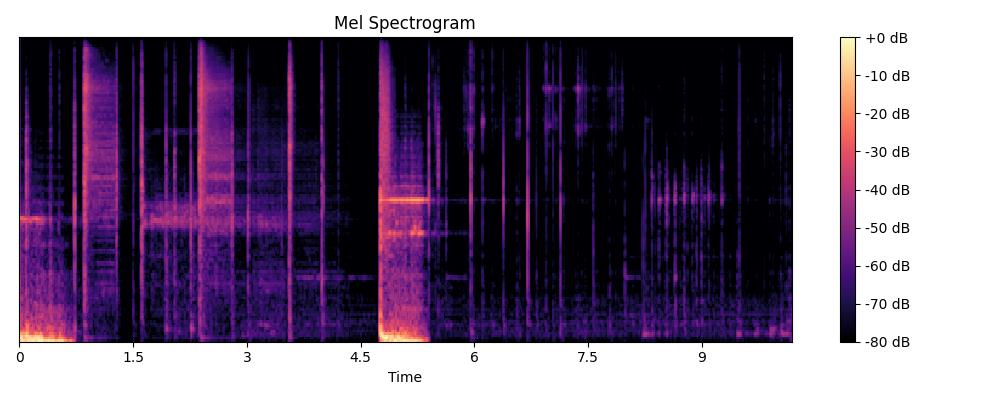 Mel Spectrogram
+0 dB
-10 dB
-20 dB
-30 dB
-40 dB
-50 dB
-60 dB
-70 dB
-80 dB
0 1.5 3 4.5 6 7.5 9
Time